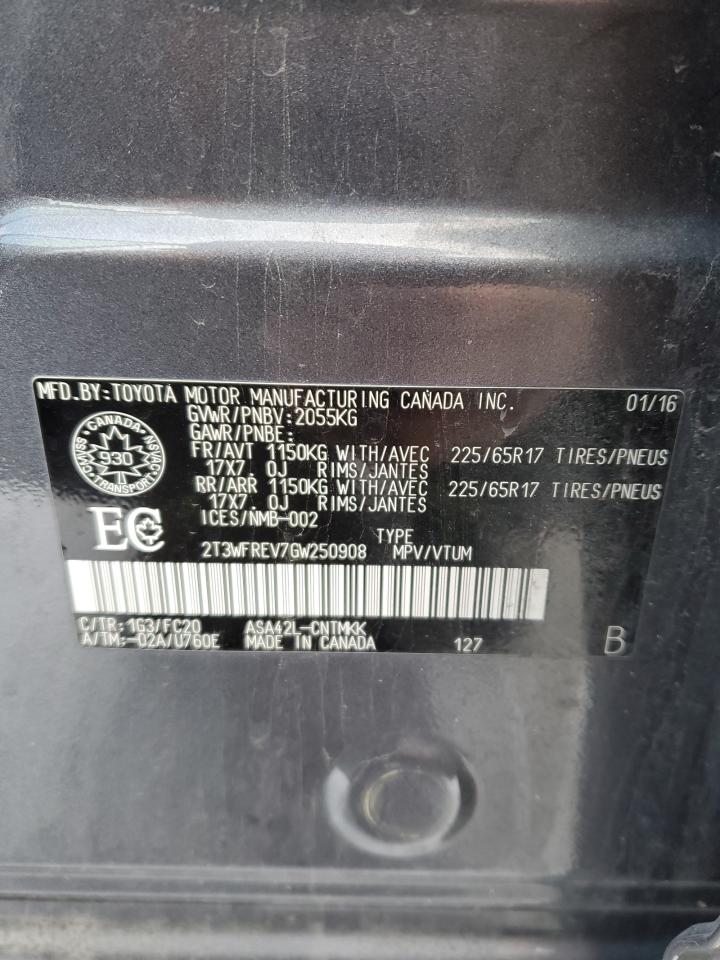 MFD.BY:TOYOTA MOTOR MANUFACTURING CANADA INC. 01/16
GVWR/PNBV:2055KG
GAWR/PNBE:
FR/AVT 1150KG WITH/AVEC 225/65R17 TIRES/PNEUS
17X7.0J RIMS/JANTES
RR/ARR 1150KG WITH/AVEC 225/65R17 TIRES/PNEUS
17X7.0J RIMS/JANTES
ICES/NMB-002
CANADA
930
TRANSPORT
EC
TYPE
2T3WFREV7GW250908 MPV/VTUM
C/TR:1G3/FC20 ASA42L-CNTMKK
A/TM:-02A/U760E MADE IN CANADA 127 B